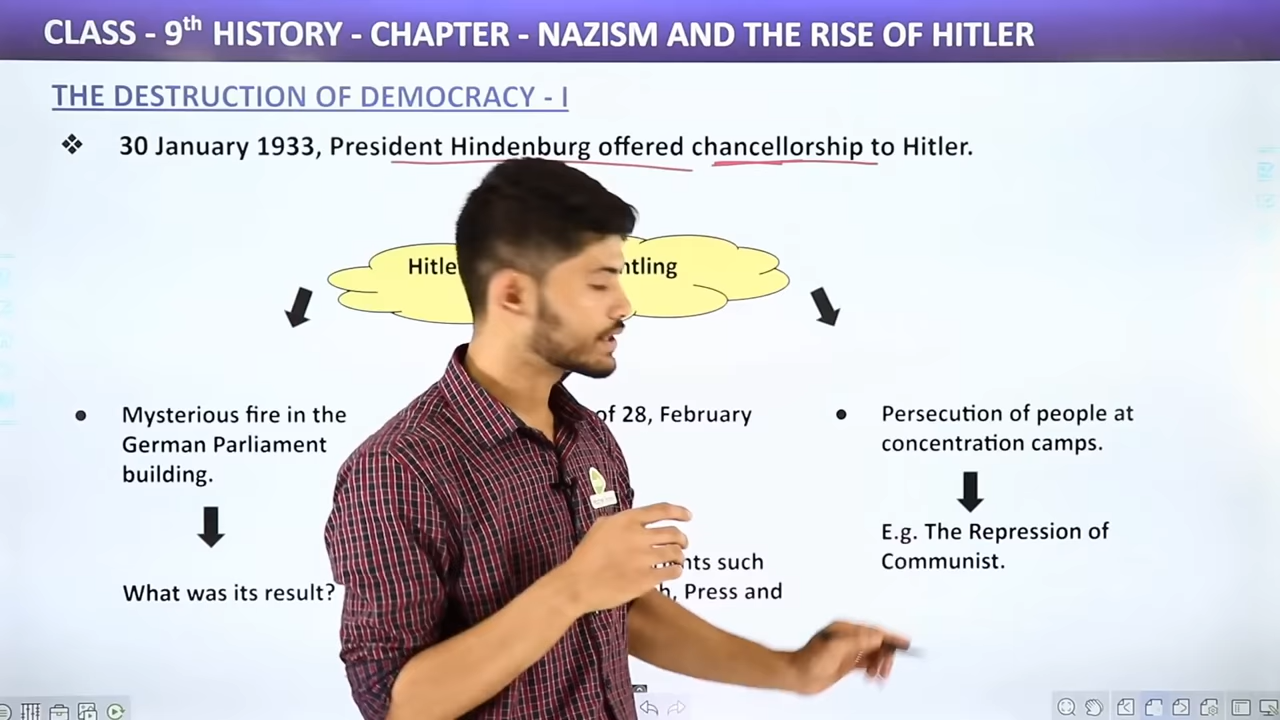 CLASS - 9th HISTORY - CHAPTER - NAZISM AND THE RISE OF HITLER
THE DESTRUCTION OF DEMOCRACY - I
❖ 30 January 1933, President Hindenburg offered chancellorship to Hitler.
Hitle
ntling
• Mysterious fire in the
German Parliament
building.
What was its result?
of 28, February
nts such
h, Press and
• Persecution of people at
concentration camps.
E.g. The Repression of
Communist.